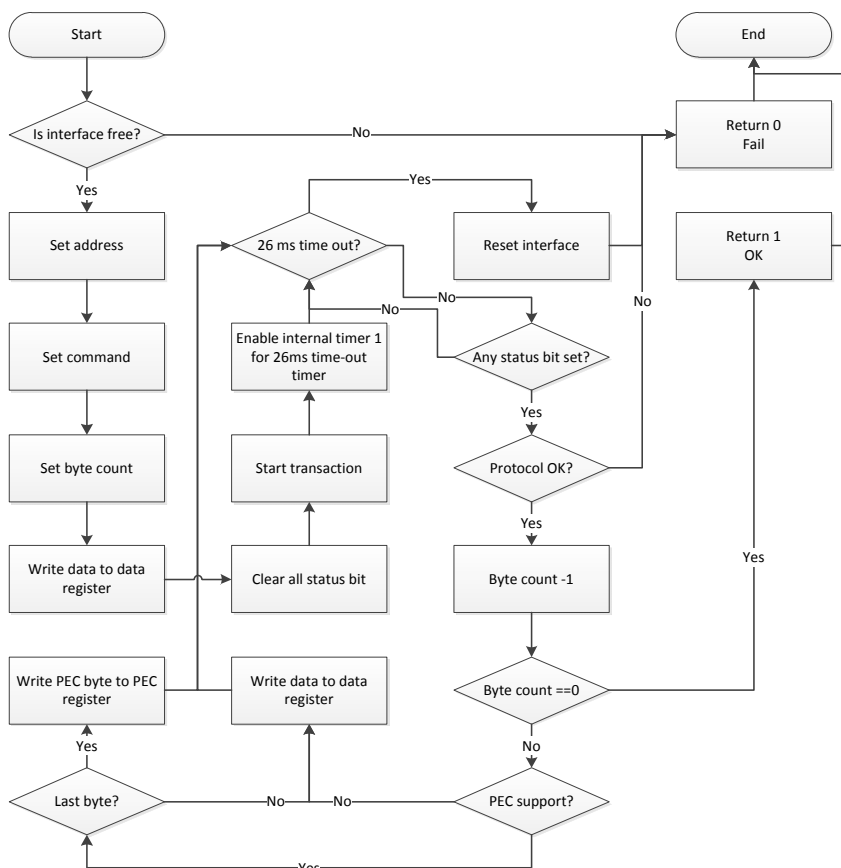 Start
End
Is interface free?
No
Return 0
Fail
Yes
Yes
Set address
26 ms time out?
Reset interface
Return 1
OK
No
No
No
Set command
Enable internal timer 1
for 26ms time-out
timer
Any status bit set?
Yes
Set byte count
Start transaction
Protocol OK?
Yes
Yes
Write data to data
register
Clear all status bit
Byte count -1
Write PEC byte to PEC
register
Write data to data
register
Byte count ==0
Yes
No
Last byte?
No
No
PEC support?
Yes